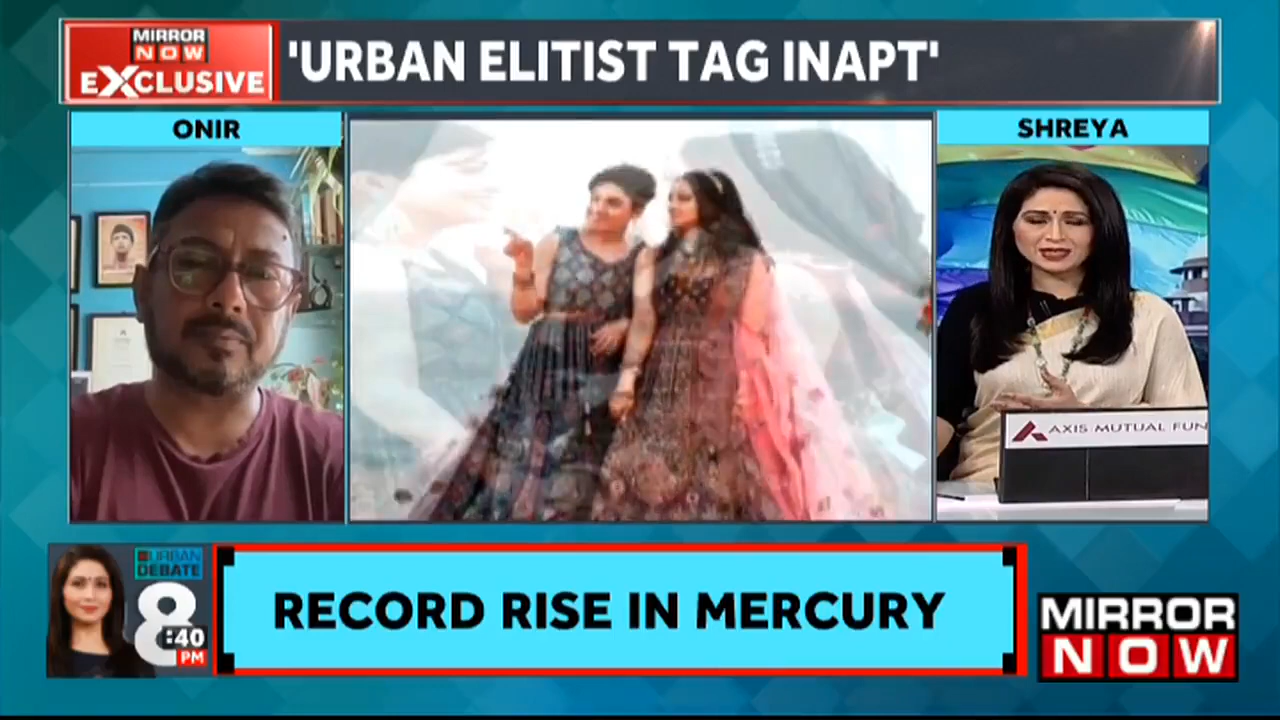 MIRROR
NOW
EXCLUSIVE
'URBAN ELITIST TAG INAPT'
ONIR
SHREYA
AXIS MUTUAL FUN
URBAN
DEBATE
8:40
PM
RECORD RISE IN MERCURY
MIRROR
NOW